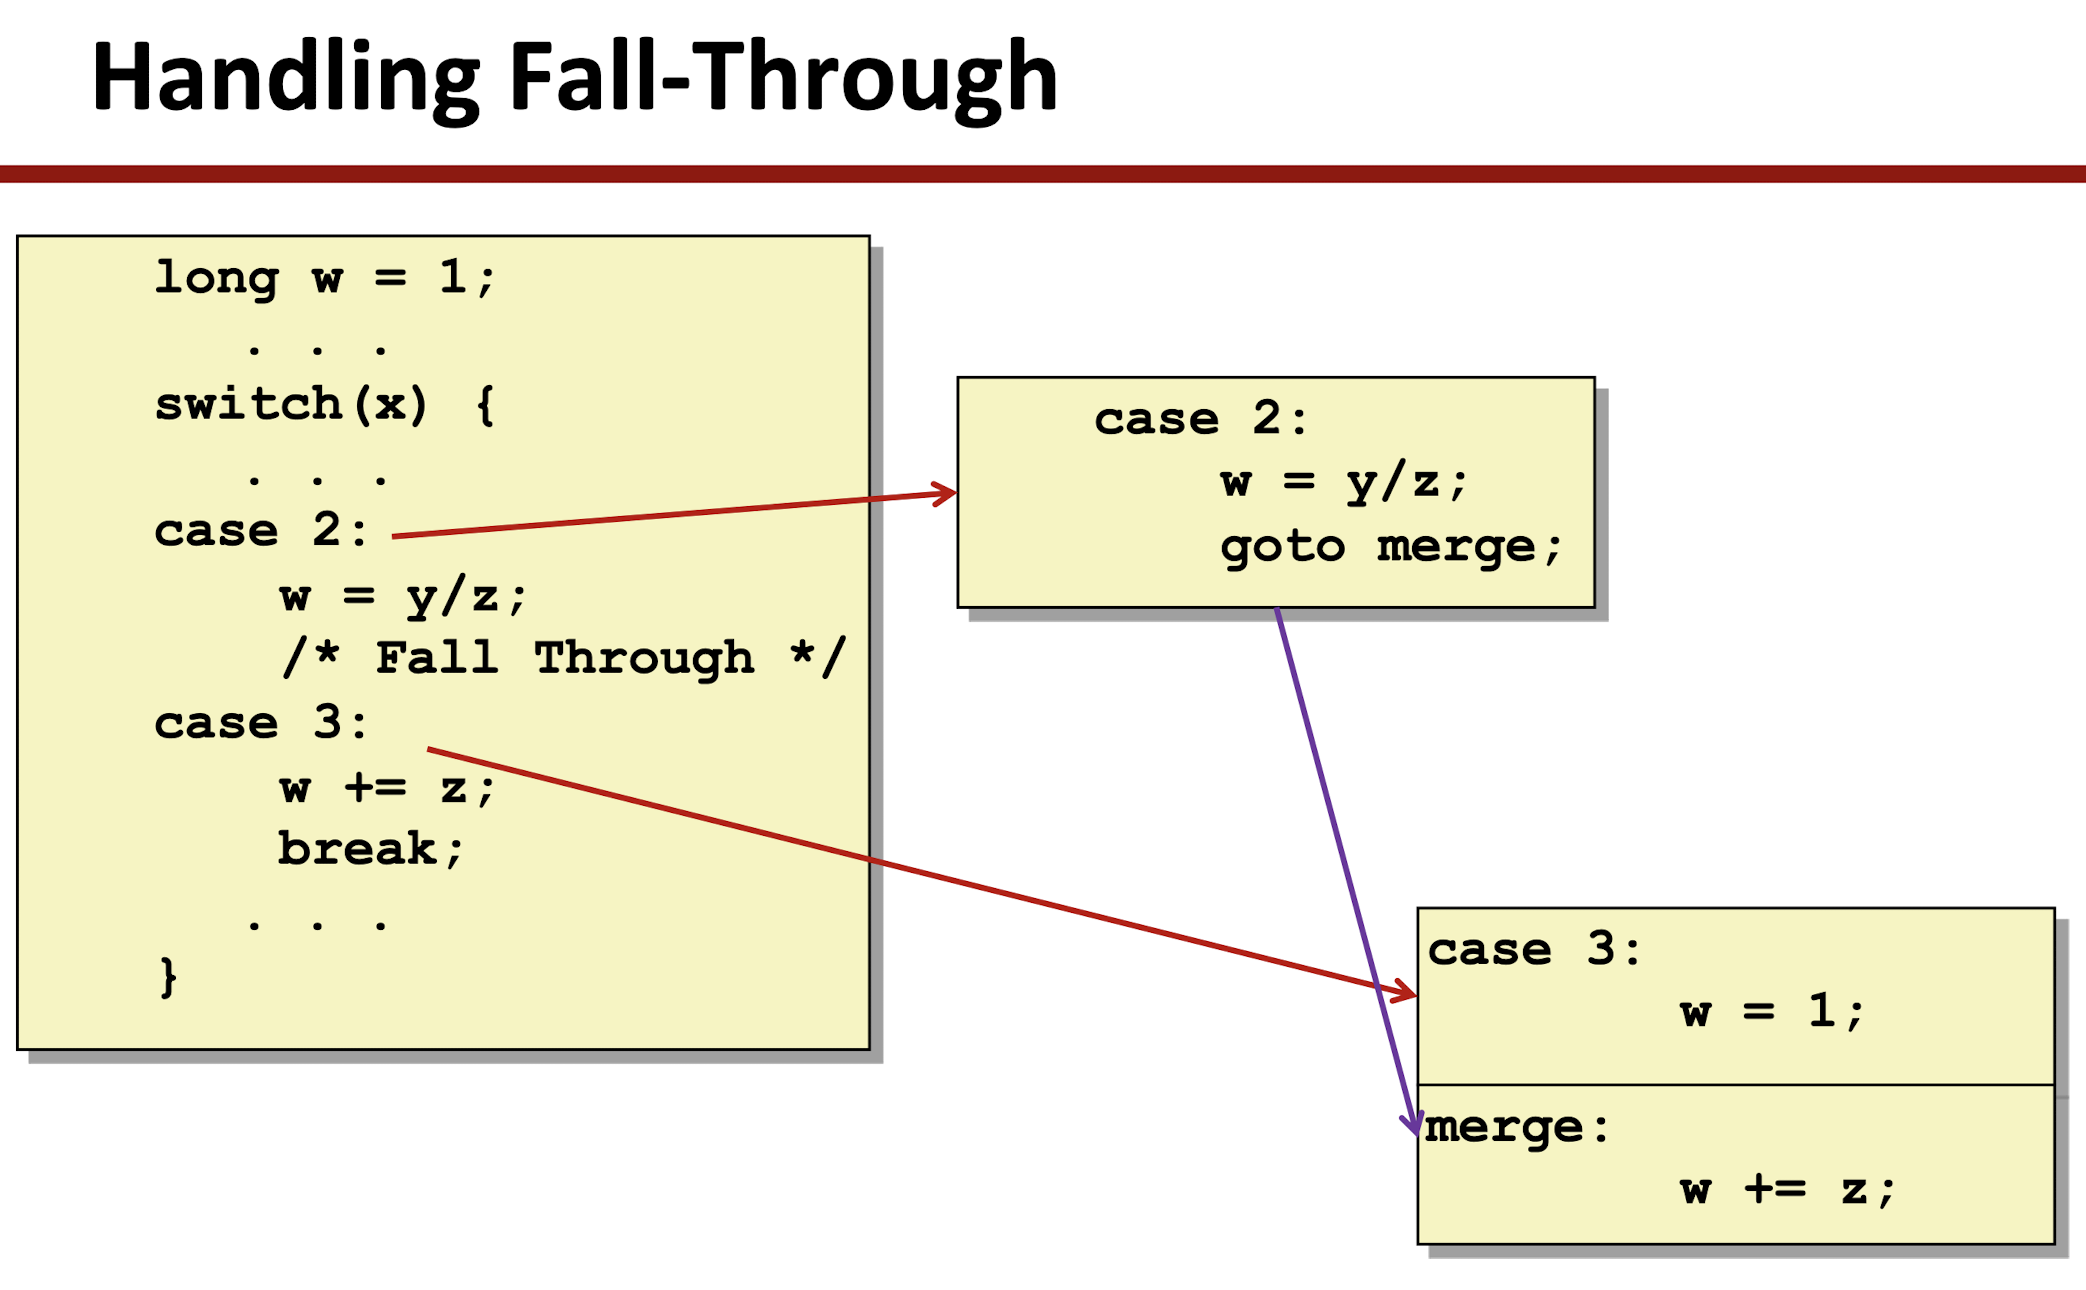 Handling Fall-Through
long w = 1;
. . .
switch(x) {
. . .
case 2:
w = y/z;
/* Fall Through */
case 3:
w += z;
break;
. . .
}
case 2:
w = y/z;
goto merge;
case 3:
w = 1;
merge:
w += z;